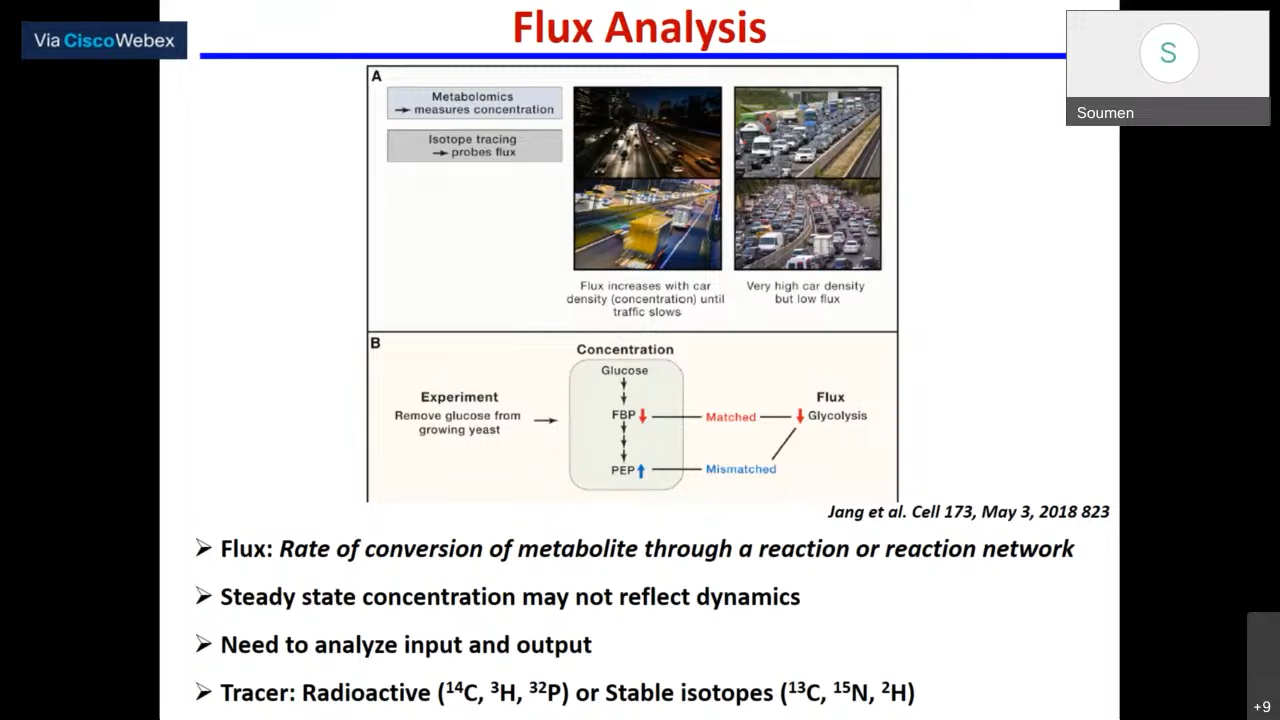 Flux Analysis
Via CiscoWebex
S
Soumen
A
Metabolomics
→ measures concentration
Isotope tracing
→ probes flux
Flux increases with car
density (concentration) until
traffic slows
Very high car density
but low flux
B
Concentration
Glucose
Experiment
Remove glucose from
growing yeast
FBP
Matched
Flux
Glycolysis
PEP
Mismatched
Jang et al. Cell 173, May 3, 2018 823
➢ Flux: Rate of conversion of metabolite through a reaction or reaction network
➢ Steady state concentration may not reflect dynamics
➢ Need to analyze input and output
➢ Tracer: Radioactive (¹⁴C, ³H, ³²P) or Stable isotopes (¹³C, ¹⁵N, ²H)
+9